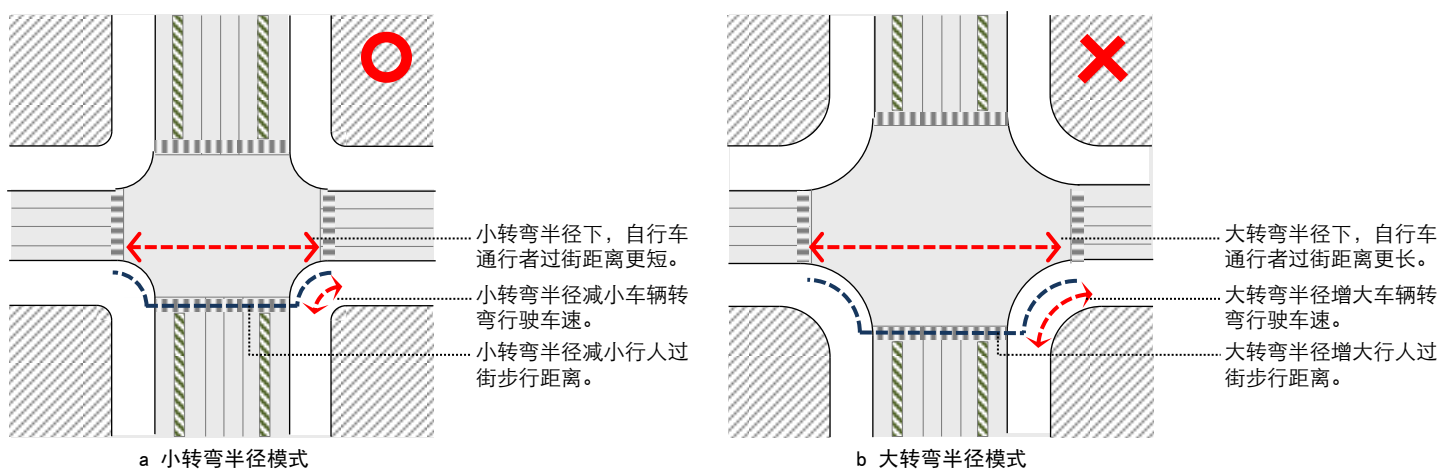 小转弯半径下，自行车
通行者过街距离更短。
小转弯半径减小车辆转
弯行驶车速。
小转弯半径减小行人过
街步行距离。
a 小转弯半径模式
大转弯半径下，自行车
通行者过街距离更长。
大转弯半径增大车辆转
弯行驶车速。
大转弯半径增大行人过
街步行距离。
b 大转弯半径模式